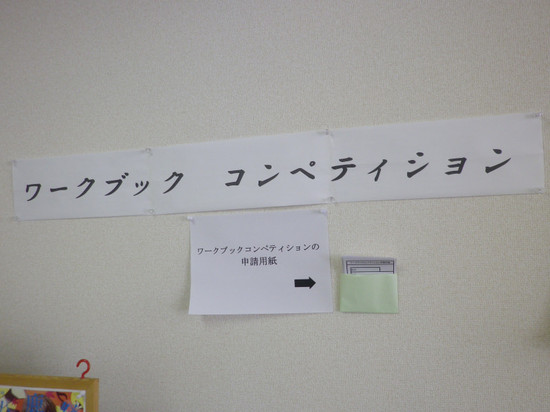 ワークブック コンペティション
ワークブックコンペティションの
申請用紙